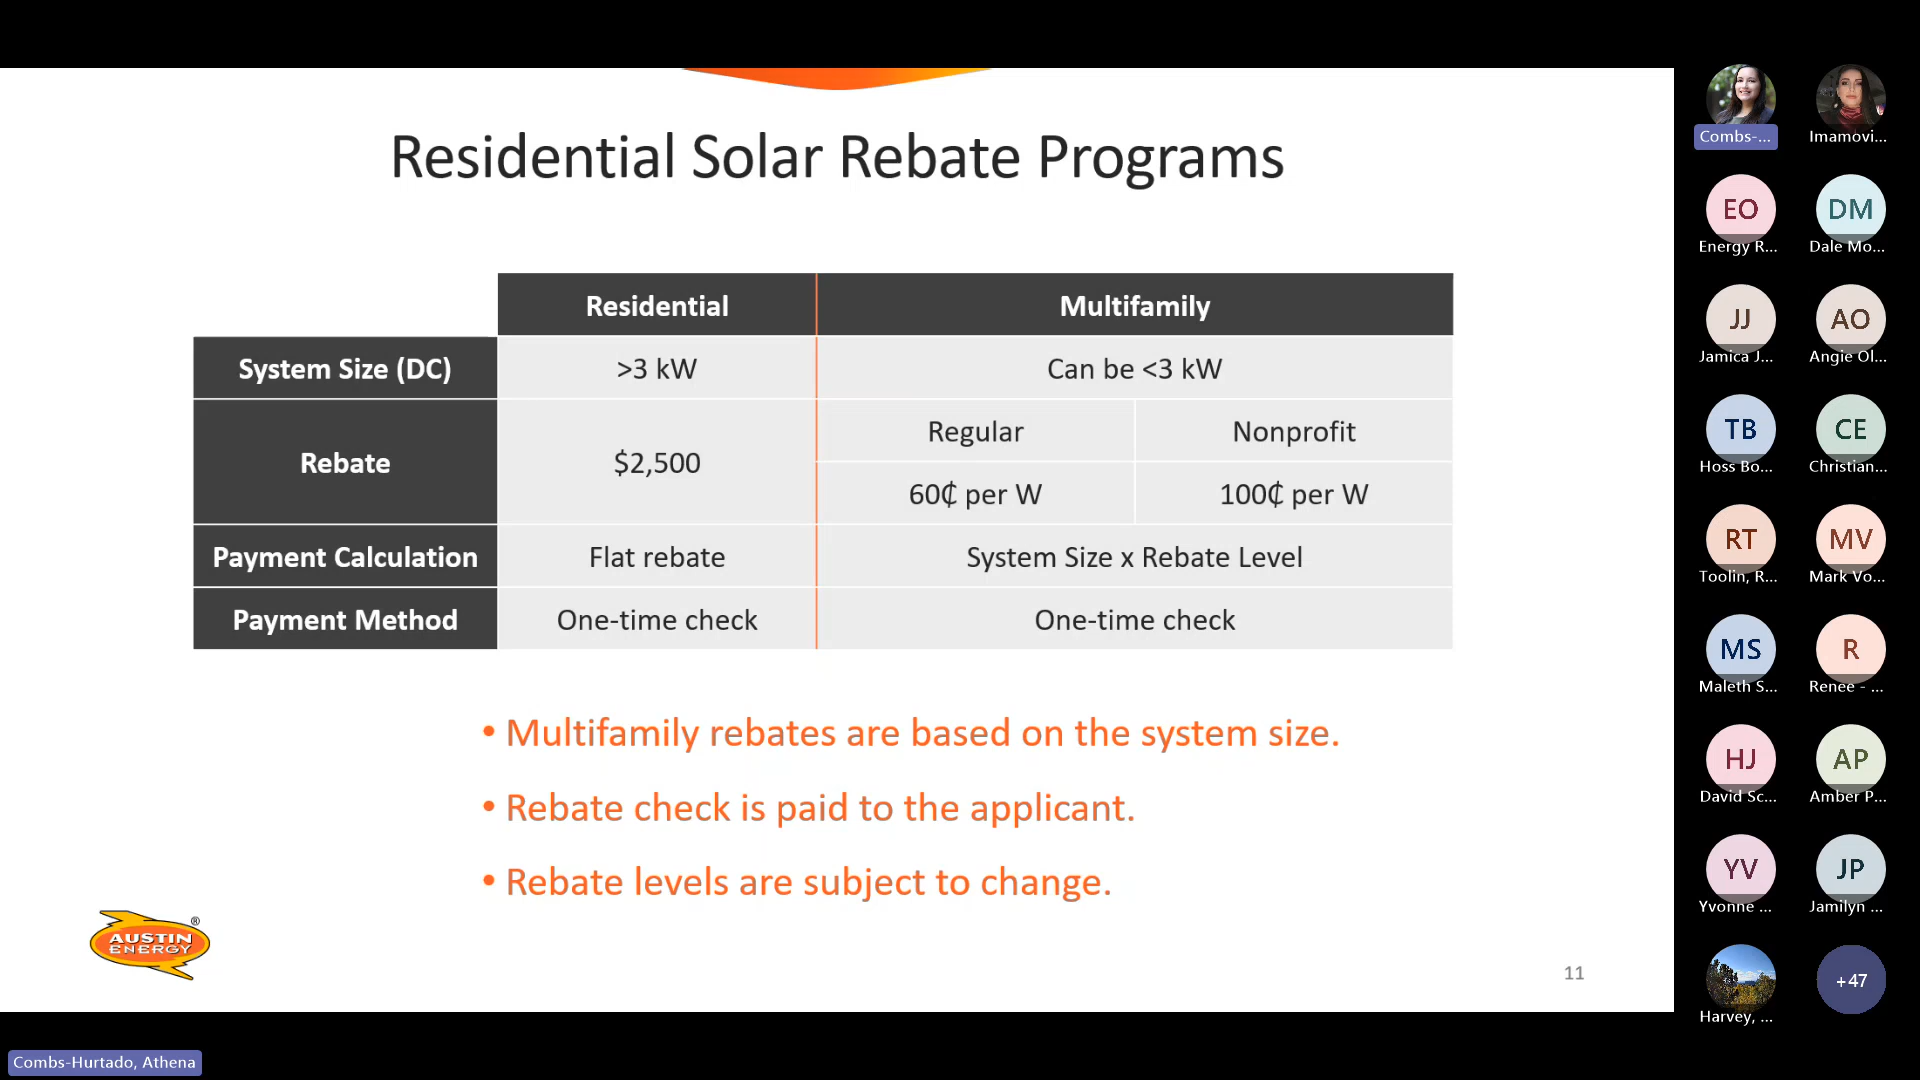 Residential Solar Rebate Programs
Residential
Multifamily
System Size (DC)
>3 kW
Can be <3 kW
Rebate
$2,500
Regular
Nonprofit
60₵ per W
100₵ per W
Payment Calculation
Flat rebate
System Size x Rebate Level
Payment Method
One-time check
One-time check
• Multifamily rebates are based on the system size.
• Rebate check is paid to the applicant.
• Rebate levels are subject to change.
AUSTIN
ENERGY
®
11
Combs-...
Imamovi...
EO
DM
Energy R...
Dale Mo...
JJ
AO
Jamica J...
Angie Ol...
TB
CE
Hoss Bo...
Christian...
RT
MV
Toolin, R...
Mark Vo...
MS
R
Maleth S...
Renee - ...
HJ
AP
David Sc...
Amber P...
YV
JP
Yvonne ...
Jamilyn ...
+47
Harvey, ...
Combs-Hurtado, Athena